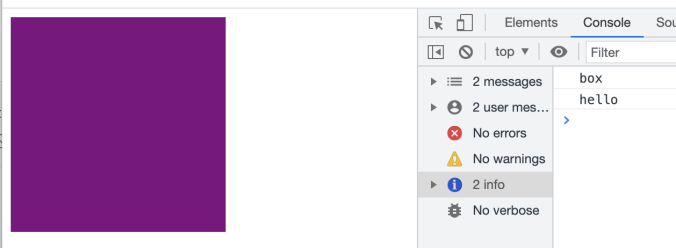 Elements Console Sou
top ▼ Filter
2 messages
2 user mes...
No errors
No warnings
2 info
No verbose
box
hello